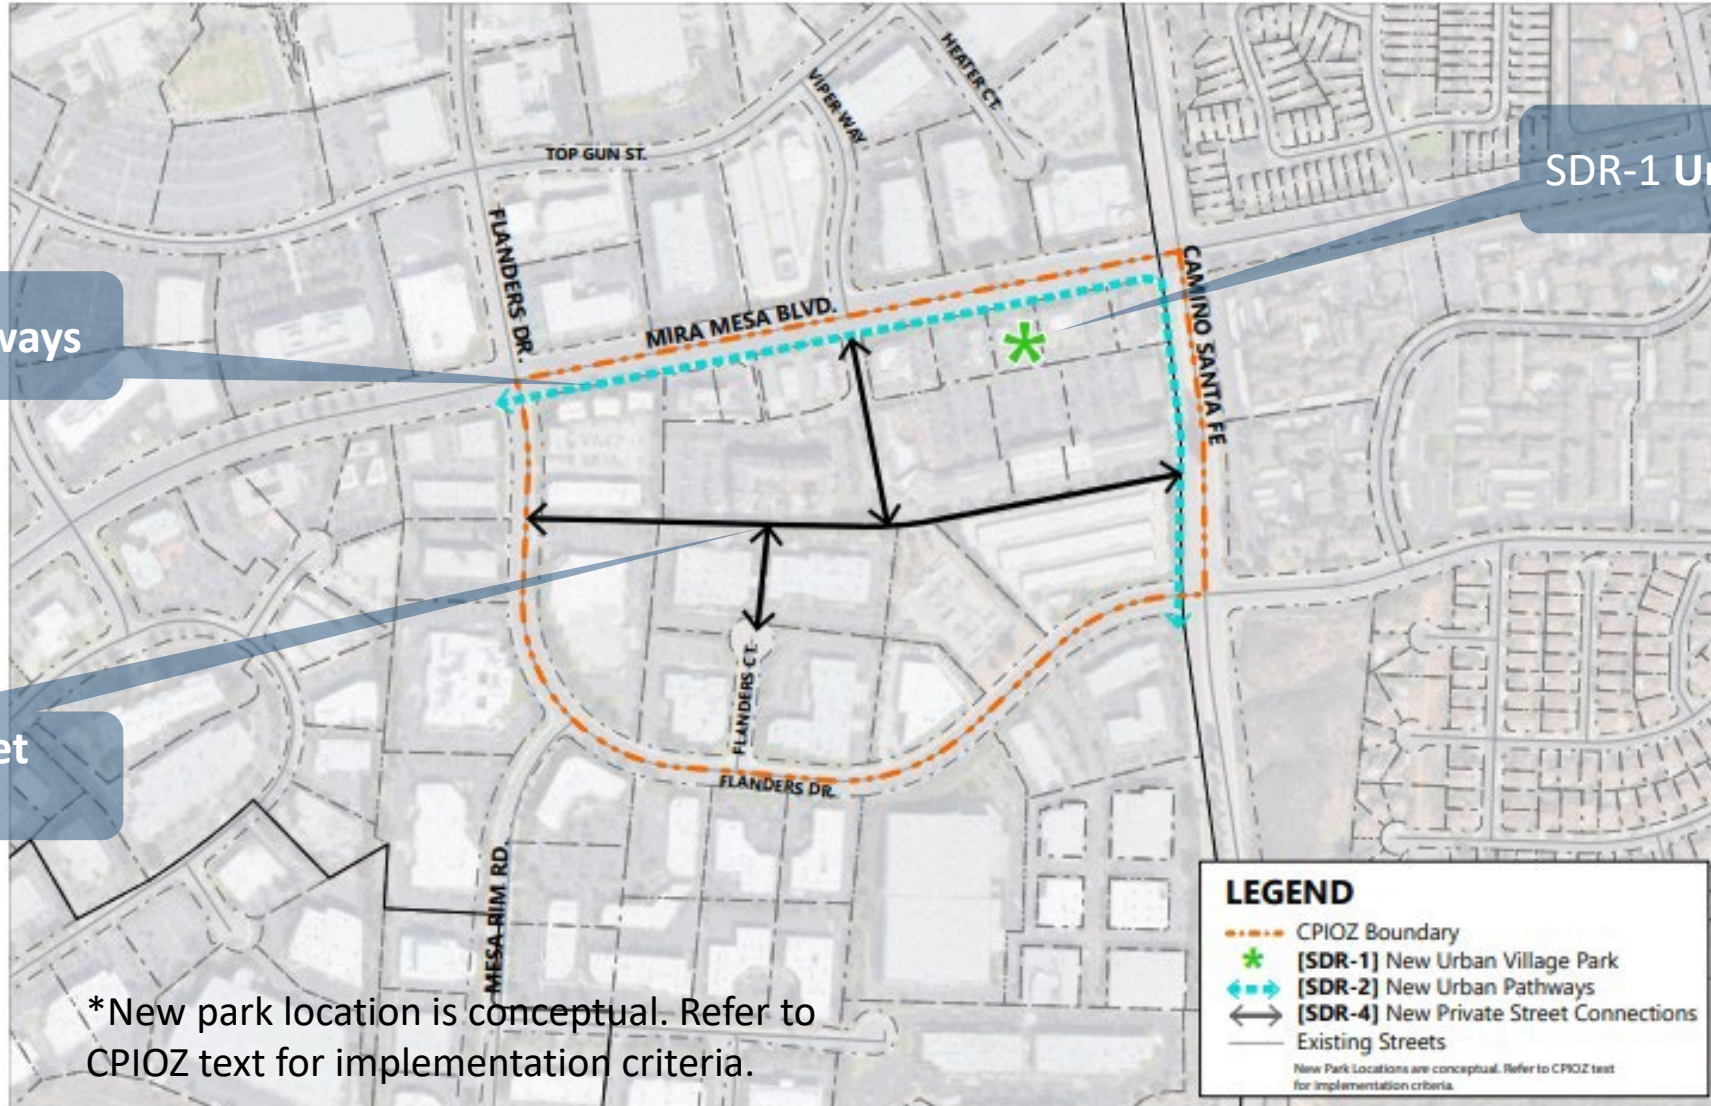 HEATER CT.
VIPER WAY
TOP GUN ST.
SDR-1 Ur
FLANDERS DR.
CAMINO SANTA FE
MIRA MESA BLVD.
ways
FLANDERS CT.
et
FLANDERS DR.
MESA RIM RD.
*New park location is conceptual. Refer to
CPIOZ text for implementation criteria.
LEGEND
CPIOZ Boundary
* [SDR-1] New Urban Village Park
[SDR-2] New Urban Pathways
[SDR-4] New Private Street Connections
Existing Streets
New Park Locations are conceptual. Refer to CPIOZ text
for implementation criteria.